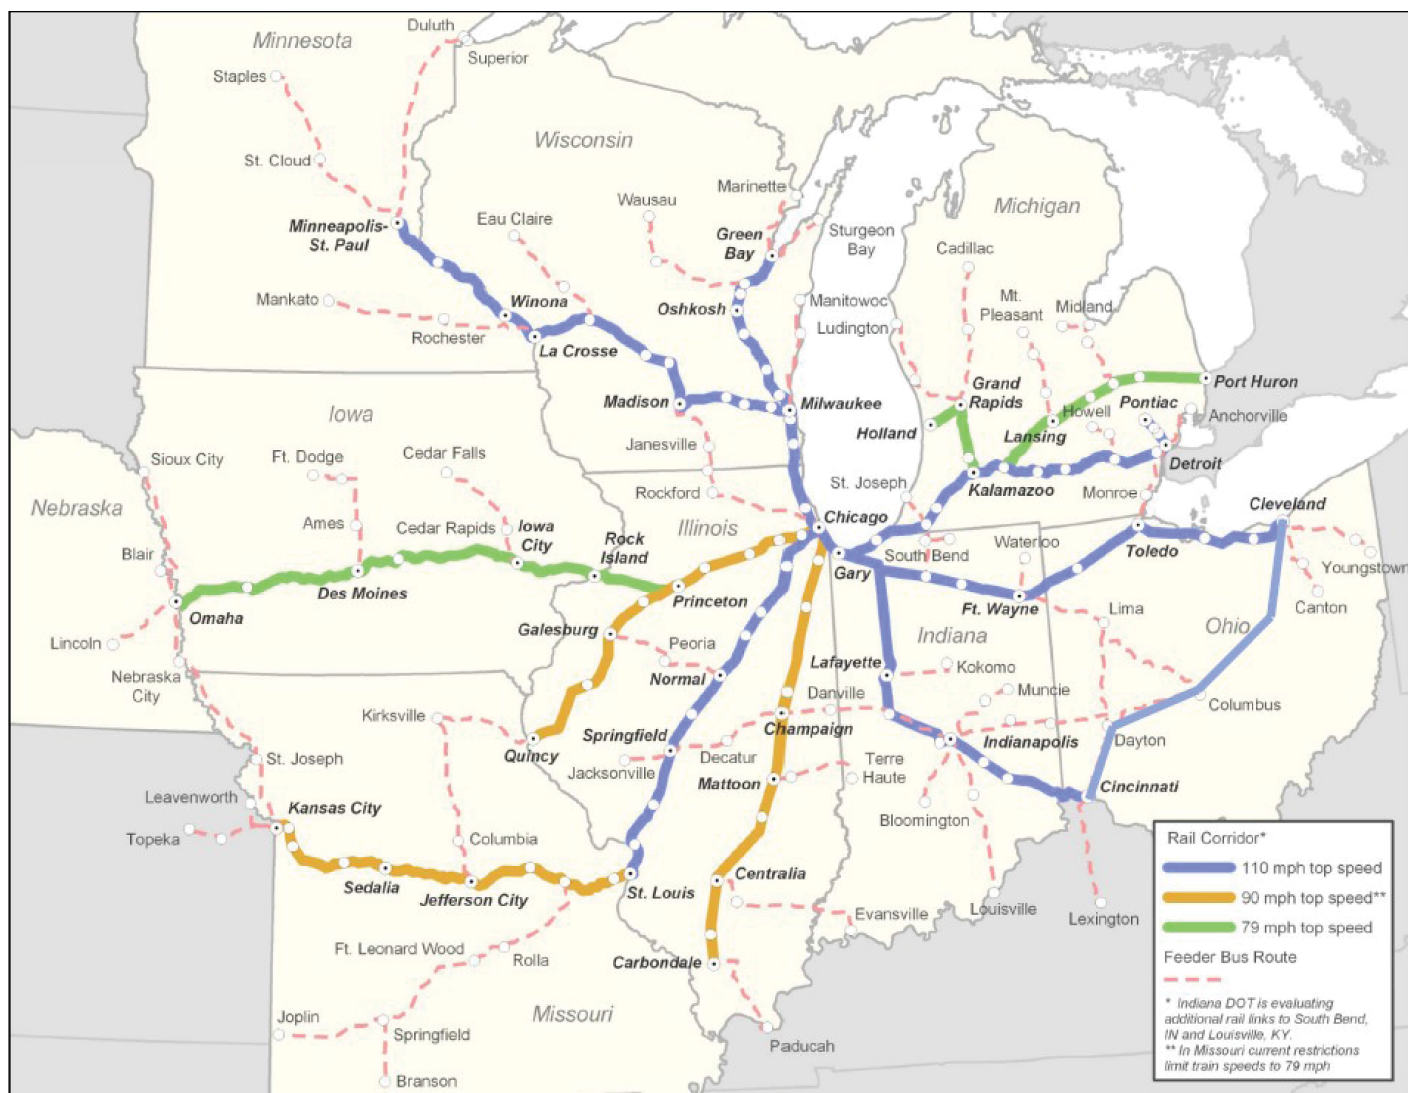 Duluth
Minnesota
Superior
Staples
Wisconsin
St. Cloud
Marinette
Wausau
Michigan
Eau Claire
Minneapolis-
St. Paul
Green
Bay
Sturgeon
Bay
Cadillac
Mankato
Winona
Oshkosh
Manitowoc
Mt.
Pleasant
Midland
Rochester
Ludington
La Crosse
Grand
Rapids
Port Huron
Madison
Milwaukee
Howell
Pontiac
Anchorville
Iowa
Holland
Lansing
Janesville
Sioux City
Ft. Dodge
Cedar Falls
Detroit
St. Joseph
Kalamazoo
Rockford
Monroe
Cleveland
Nebraska
Ames
Cedar Rapids
Iowa
City
Illinois
Chicago
Rock
Island
South Bend
Waterloo
Toledo
Blair
Gary
Youngstown
Des Moines
Princeton
Ft. Wayne
Canton
Omaha
Lima
Galesburg
Indiana
Ohio
Lincoln
Peoria
Lafayette
Kokomo
Nebraska
City
Normal
Danville
Muncie
Columbus
Kirksville
Springfield
Champaign
Indianapolis
Dayton
Quincy
Decatur
St. Joseph
Jacksonville
Terre
Haute
Mattoon
Cincinnati
Leavenworth
Kansas City
Bloomington
Topeka
Columbia
Centralia
Sedalia
Jefferson City
St. Louis
Evansville
Louisville
Lexington
Ft. Leonard Wood
Rolla
Carbondale
Joplin
Missouri
Springfield
Paducah
Branson
Rail Corridor*
110 mph top speed
90 mph top speed**
79 mph top speed
Feeder Bus Route
* Indiana DOT is evaluating
additional rail links to South Bend,
IN and Louisville, KY.
** In Missouri current restrictions
limit train speeds to 79 mph